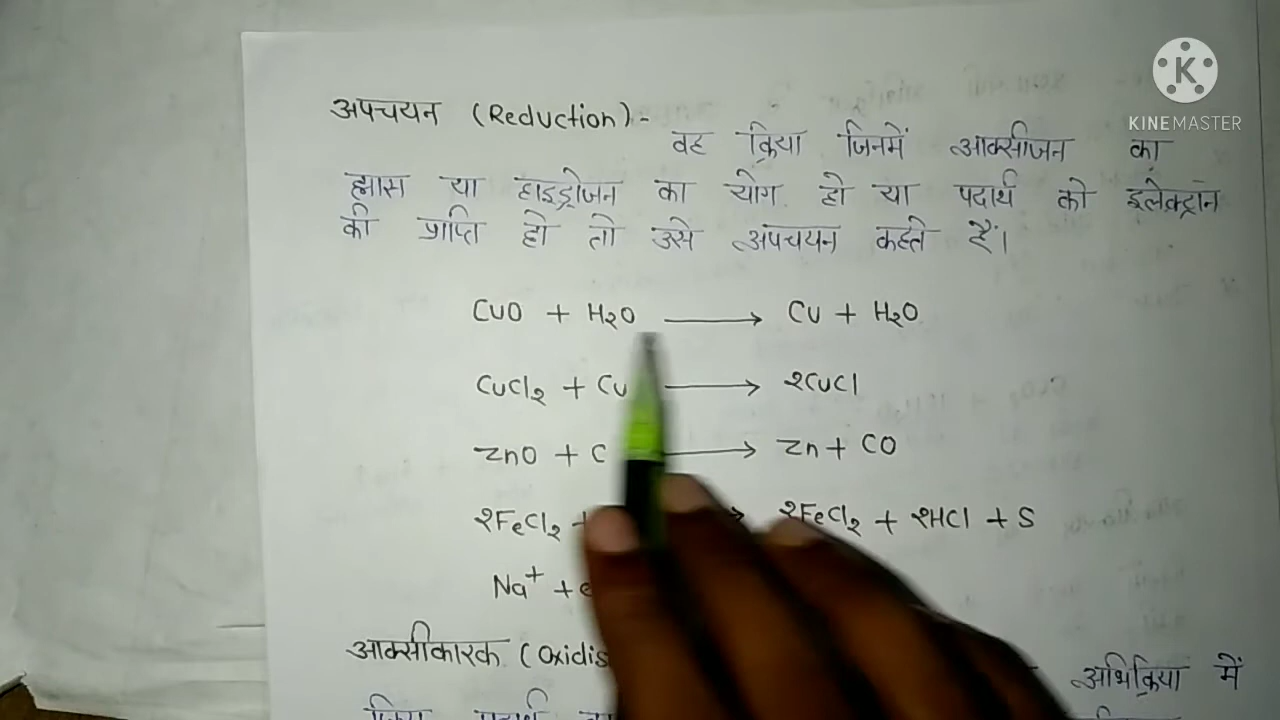 K
KINEMASTER
अपचयन (Reduction) -
वह क्रिया जिनमें आक्सीजन का
ह्मास या हाइड्रोजन का योग हो या पदार्थ को इलेक्ट्रान
की प्राप्ति हो तो उसे अपचयन कहते हैं।
CuO + H₂O ⟶ Cu + H₂O
CuCl₂ + Cu ⟶ 2CuCl
ZnO + C ⟶ Zn + CO
2FeCl₂ + 2FeCl₂ + 2HCl + S
Na⁺ + e
आक्सीकारक (Oxidis अभिक्रिया में